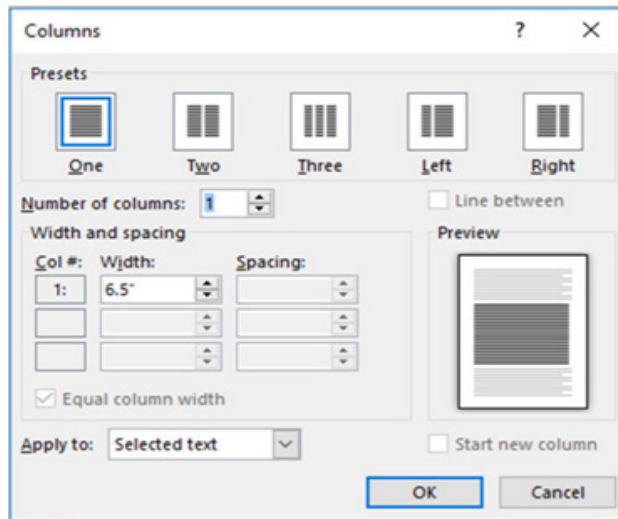 Columns ? ×
Presets
One Two Three Left Right
Number of columns: 1 Line between
Width and spacing Preview
Col #: Width: Spacing:
1: 6.5"
Equal column width
Apply to: Selected text Start new column
OK Cancel